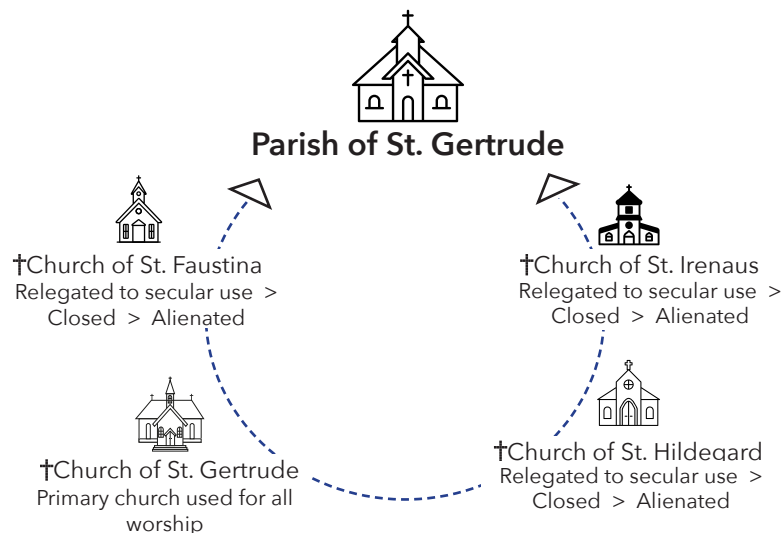 Parish of St. Gertrude
†Church of St. Faustina
Relegated to secular use >
Closed > Alienated
†Church of St. Irenaus
Relegated to secular use >
Closed > Alienated
†Church of St. Gertrude
Primary church used for all
worship
†Church of St. Hildegard
Relegated to secular use >
Closed > Alienated